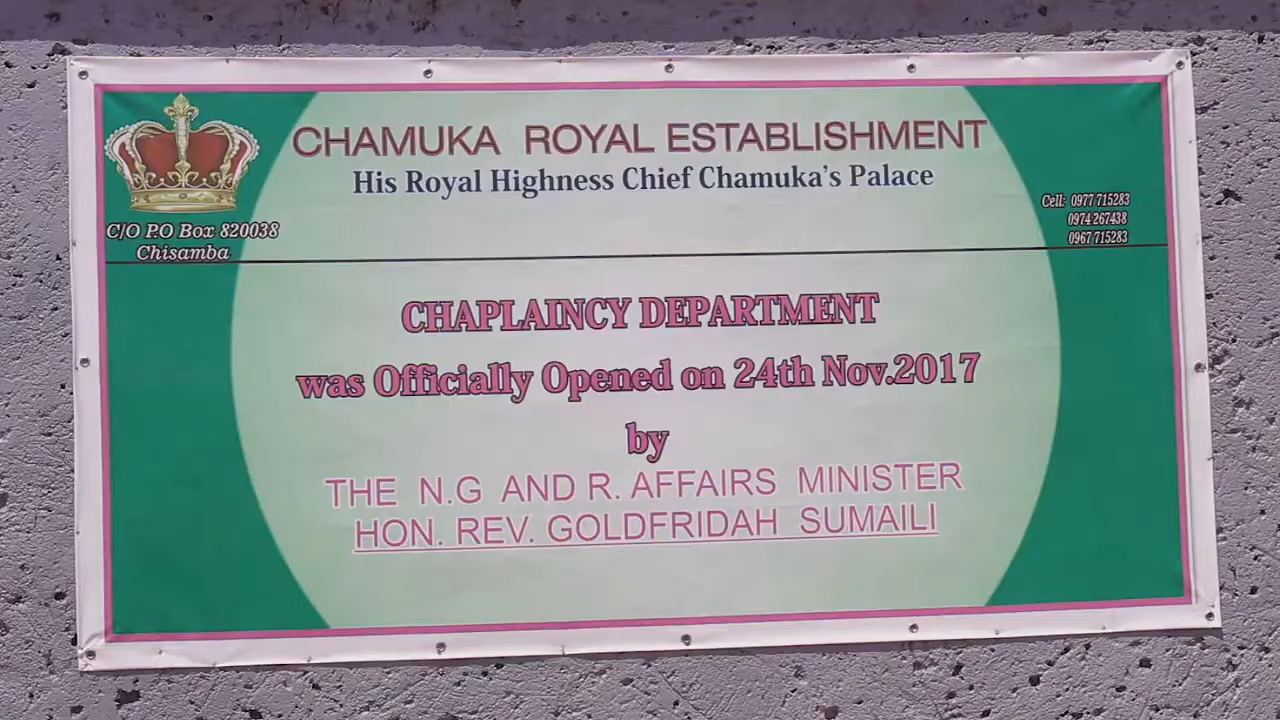 CHAMUKA ROYAL ESTABLISHMENT
His Royal Highness Chief Chamuka's Palace
C/O P.O Box 820038
Chisamba
Cell: 0977 715283
0974 267438
0967 715283
CHAPLAINCY DEPARTMENT
was Officially Opened on 24th Nov.2017
by
THE N.G AND R. AFFAIRS MINISTER
HON. REV. GOLDFRIDAH SUMAILI